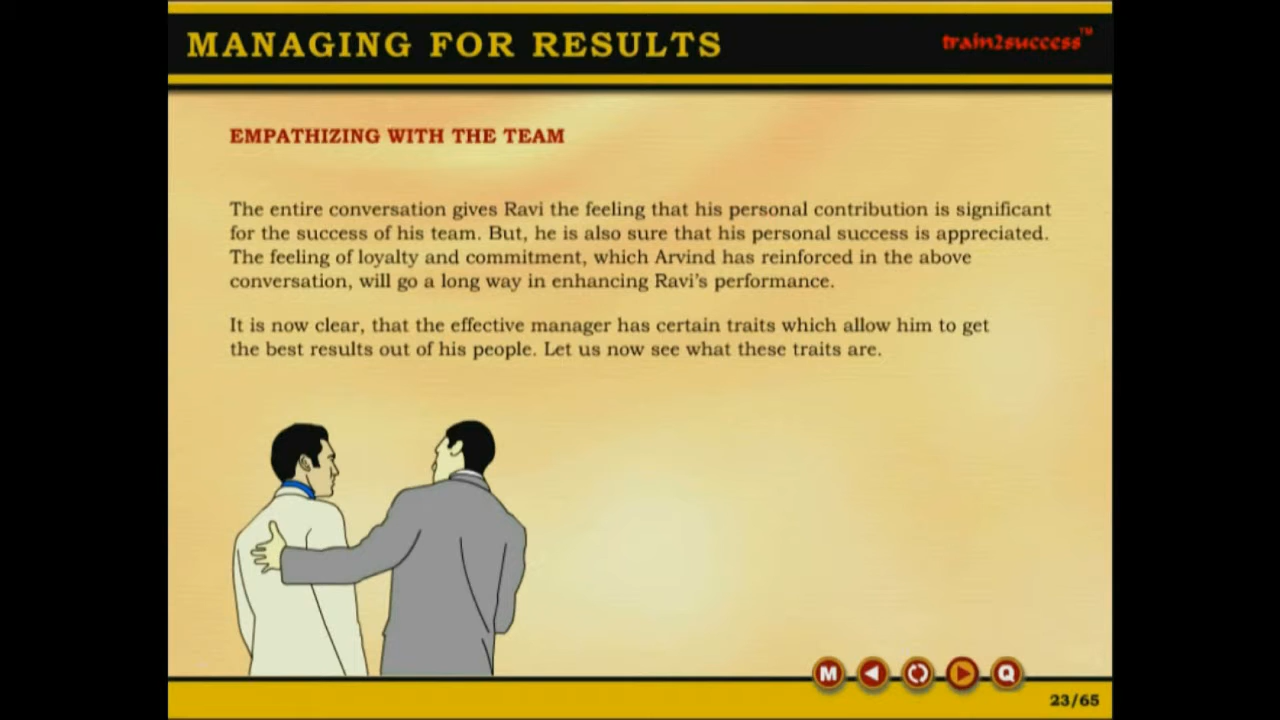 MANAGING FOR RESULTS
train2success™
EMPATHIZING WITH THE TEAM
The entire conversation gives Ravi the feeling that his personal contribution is significant
for the success of his team. But, he is also sure that his personal success is appreciated.
The feeling of loyalty and commitment, which Arvind has reinforced in the above
conversation, will go a long way in enhancing Ravi's performance.
It is now clear, that the effective manager has certain traits which allow him to get
the best results out of his people. Let us now see what these traits are.
M
Q
23/65